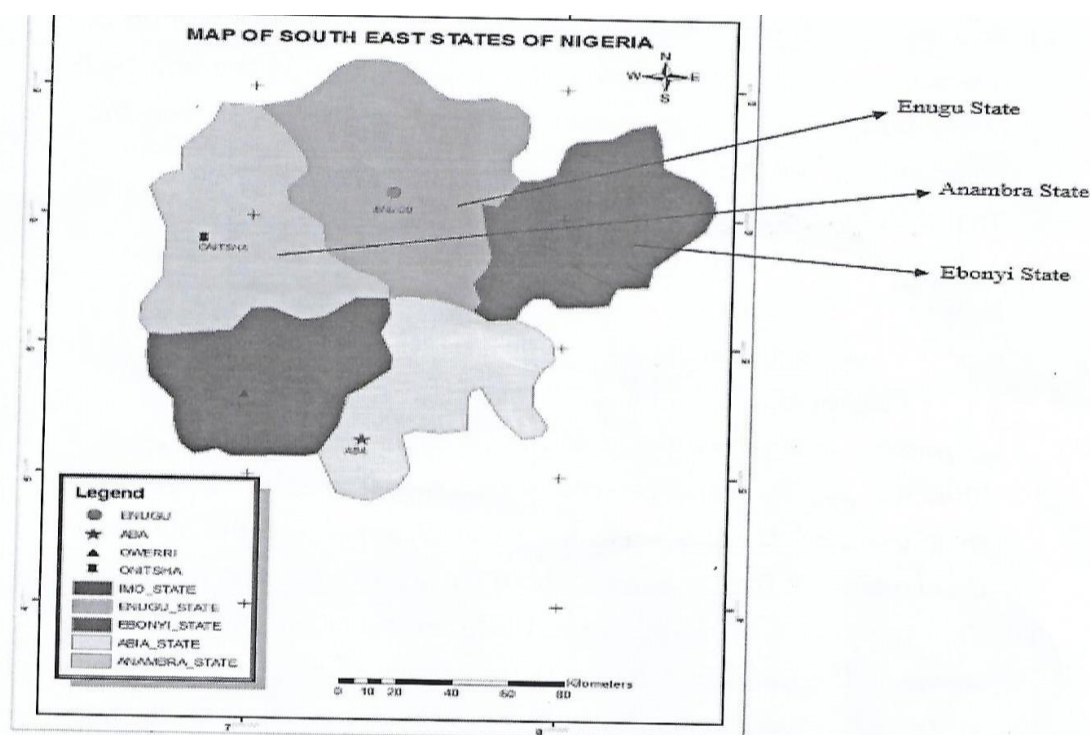 MAP OF SOUTH EAST STATES OF NIGERIA
N
W E
S
Enugu State
Anambra State
Ebonyi State
ENUGU
ONITSHA
ABA
Legend
ENUGU
ABA
OWERRI
ONITSHA
IMO_STATE
ENUGU_STATE
EBONYI_STATE
ABIA_STATE
ANAMBRA_STATE
Kilometers
0 10 20 40 60 80
7